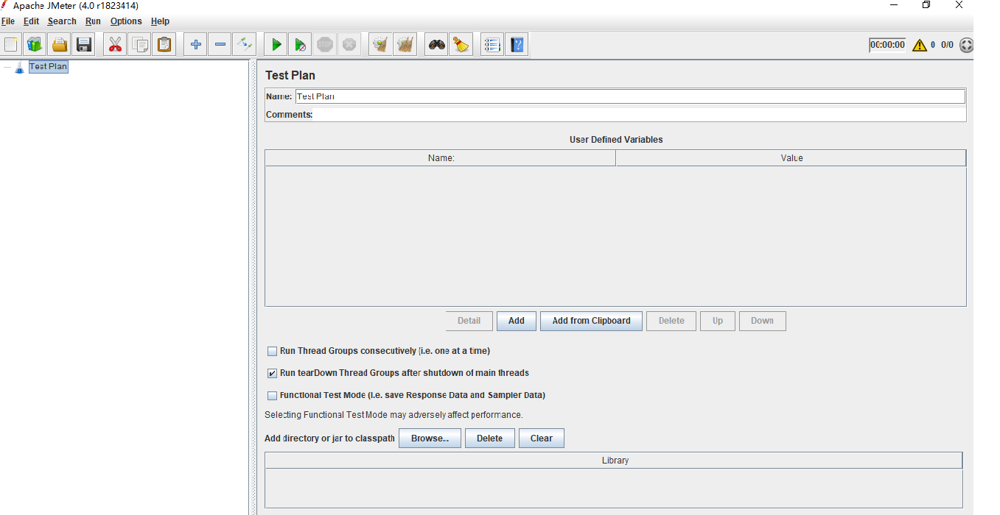 Apache JMeter (4.0 r1823414)
File Edit Search Run Options Help
STOP
00:00:00 0 0/0
Test Plan
Test Plan
Name: Test Plan
Comments:
User Defined Variables
Name: Value
Detail Add Add from Clipboard Delete Up Down
Run Thread Groups consecutively (i.e. one at a time)
Run tearDown Thread Groups after shutdown of main threads
Functional Test Mode (i.e. save Response Data and Sampler Data)
Selecting Functional Test Mode may adversely affect performance.
Add directory or jar to classpath Browse... Delete Clear
Library